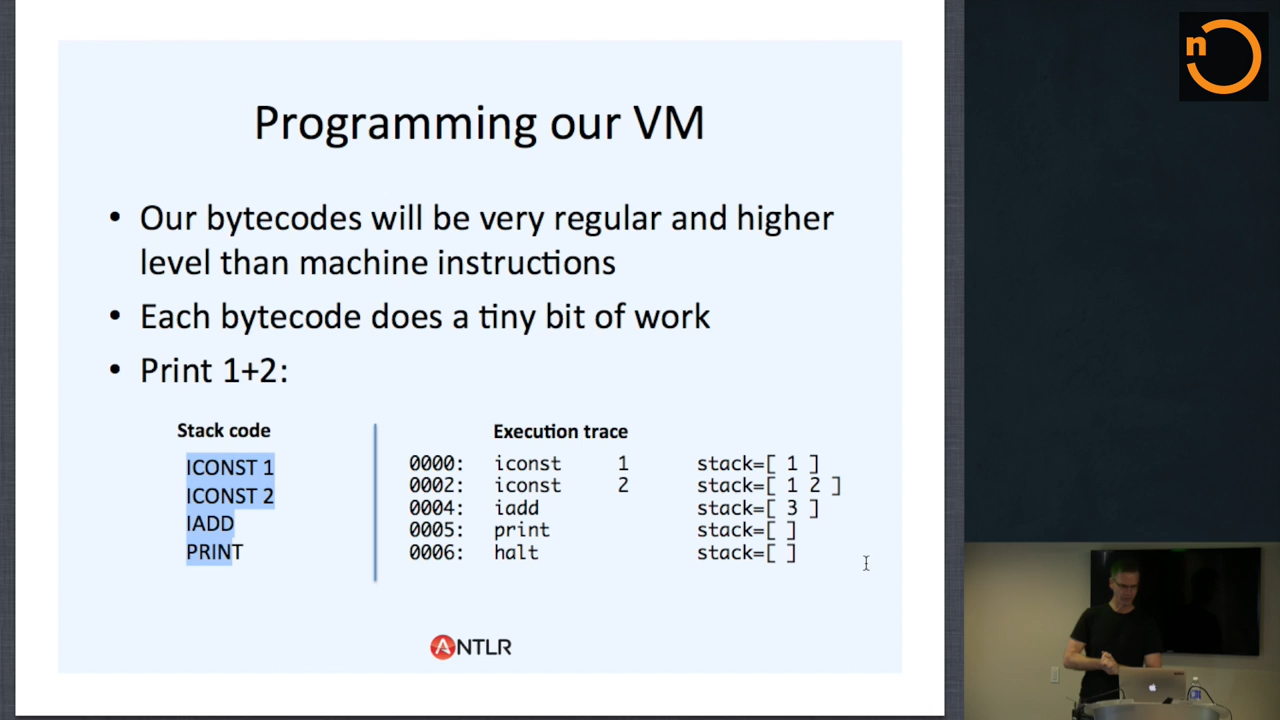 n
Programming our VM
• Our bytecodes will be very regular and higher
level than machine instructions
• Each bytecode does a tiny bit of work
• Print 1+2:
Stack code
ICONST 1
ICONST 2
IADD
PRINT
Execution trace
0000: iconst 1 stack=[ 1 ]
0002: iconst 2 stack=[ 1 2 ]
0004: iadd stack=[ 3 ]
0005: print stack=[ ]
0006: halt stack=[ ]
ANTLR